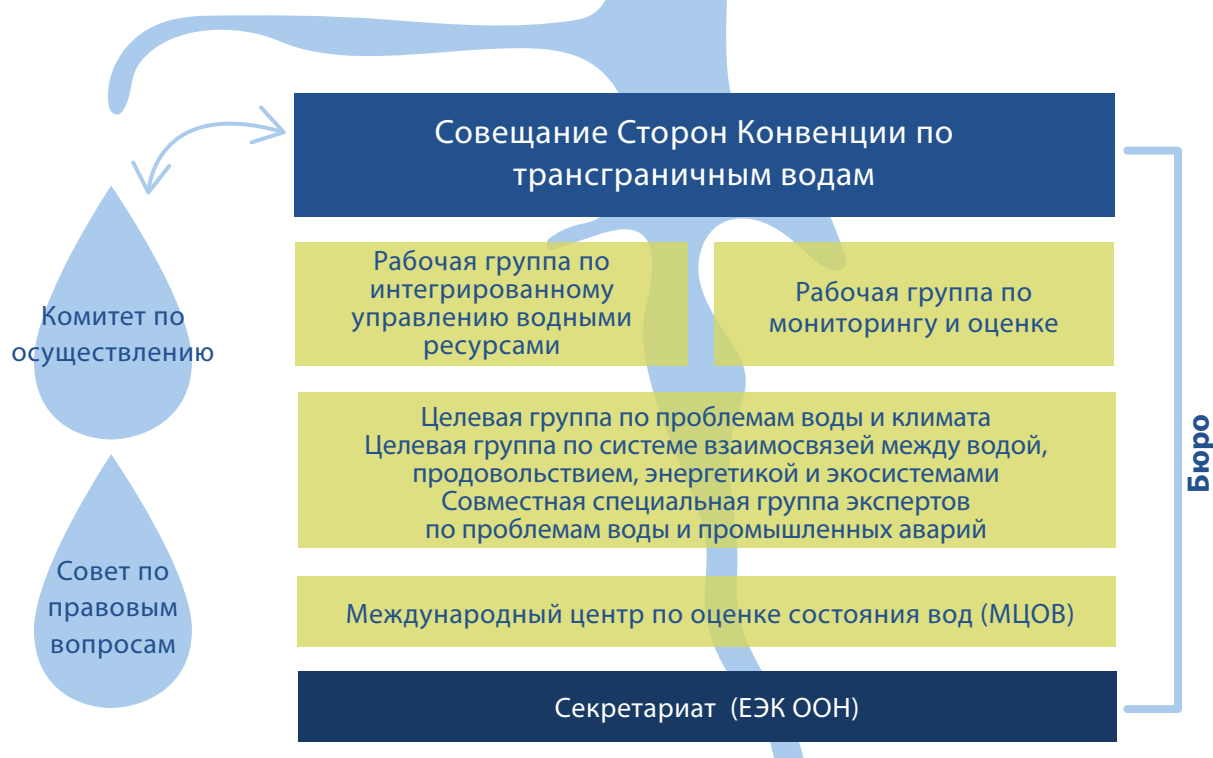 Совещание Сторон Конвенции по
трансграничным водам
Рабочая группа по
интегрированному
управлению водными
ресурсами
Рабочая группа по
мониторингу и оценке
Комитет по
осуществлению
Целевая группа по проблемам воды и климата
Целевая группа по системе взаимосвязей между водой,
продовольствием, энергетикой и экосистемами
Совместная специальная группа экспертов
по проблемам воды и промышленных аварий
Бюро
Совет по
правовым
вопросам
Международный центр по оценке состояния вод (МЦОВ)
Секретариат (ЕЭК ООН)